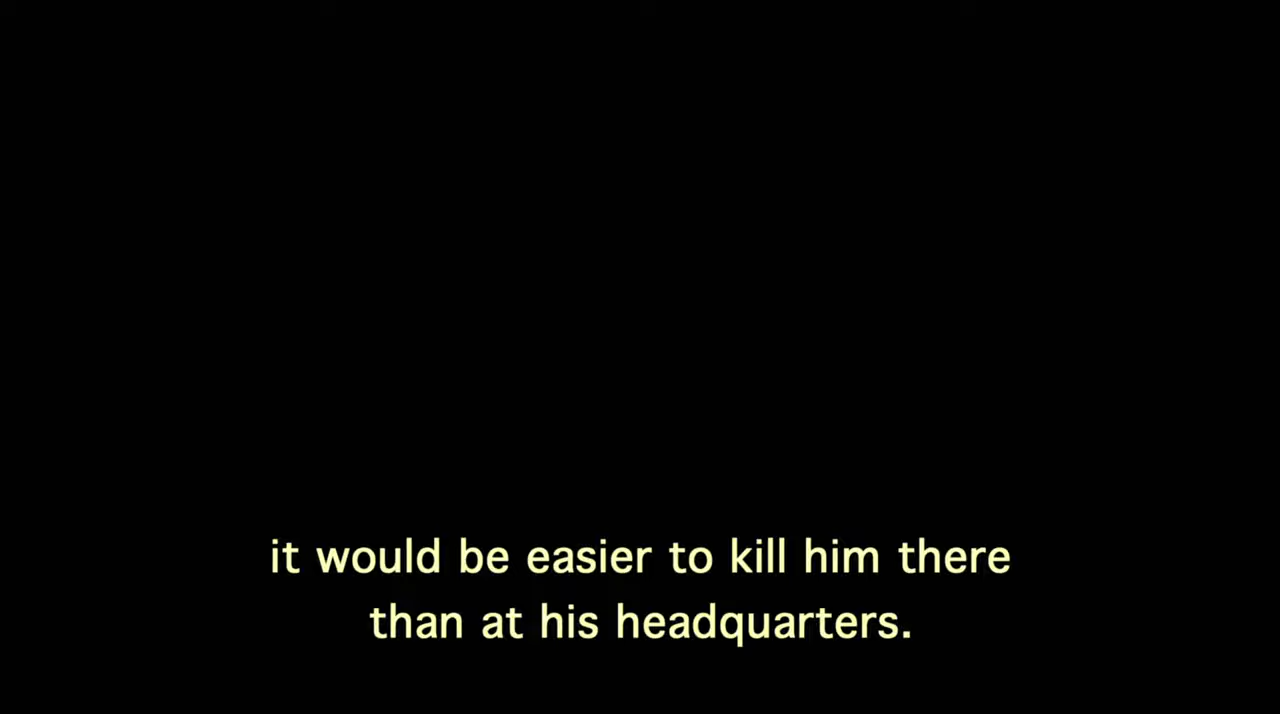 it would be easier to kill him there
than at his headquarters.